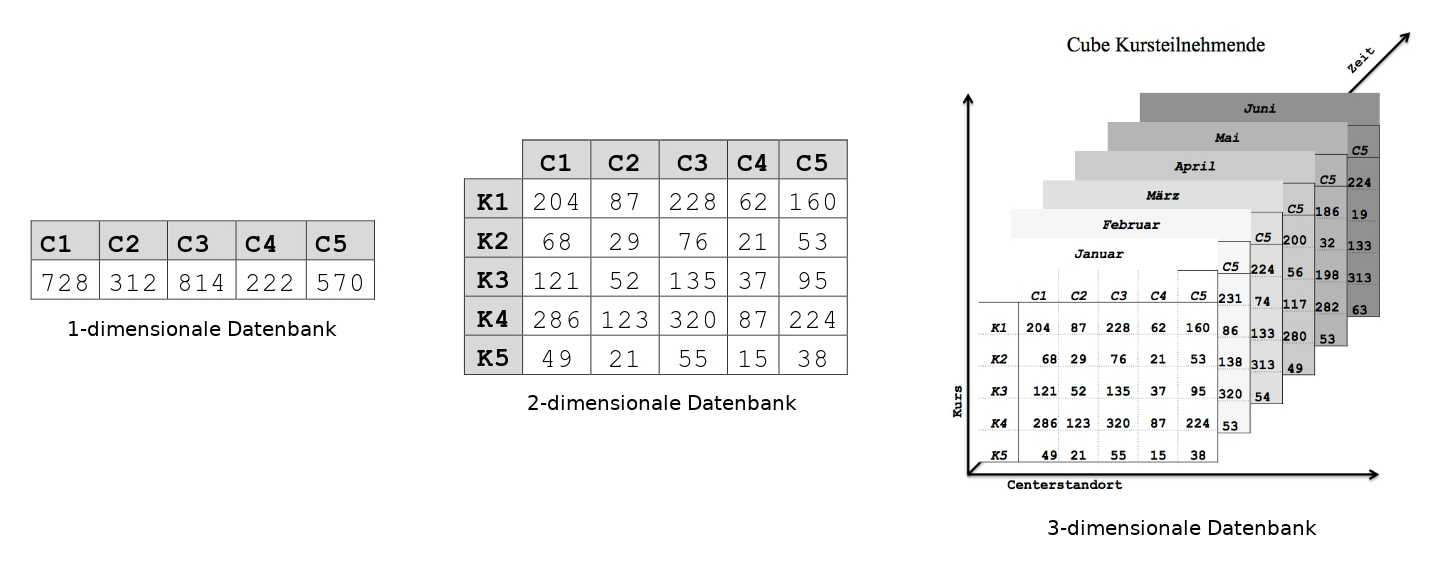 C1 C2 C3 C4 C5
728 312 814 222 570
1-dimensionale Datenbank
C1 C2 C3 C4 C5
K1 204 87 228 62 160
K2 68 29 76 21 53
K3 121 52 135 37 95
K4 286 123 320 87 224
K5 49 21 55 15 38
2-dimensionale Datenbank
Cube Kursteilnehmende
Zeit
Juni
C5
224
19
133
313
63
Mai
C5
186
32
198
282
53
April
C5
200
56
117
280
49
März
C5
224
74
133
313
54
Februar
C5
231
86
138
320
53
Januar
C1 C2 C3 C4 C5
K1 204 87 228 62 160
K2 68 29 76 21 53
K3 121 52 135 37 95
K4 286 123 320 87 224
K5 49 21 55 15 38
Kurs
Centerstandort
3-dimensionale Datenbank